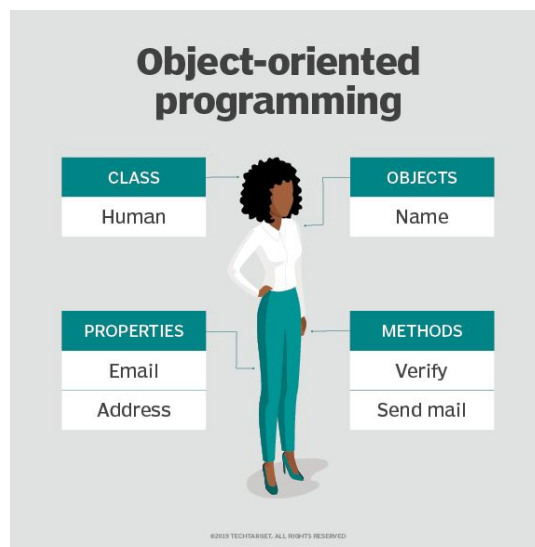 Object-oriented
programming
CLASS
Human
OBJECTS
Name
PROPERTIES
Email
Address
METHODS
Verify
Send mail
©2019 TECHTARGET. ALL RIGHTS RESERVED